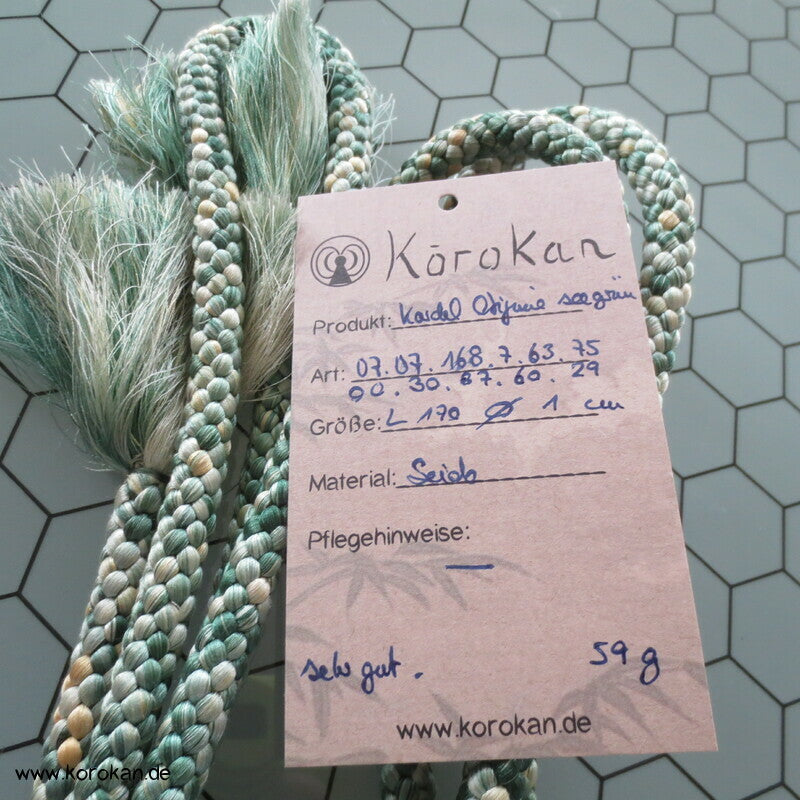 KōroKan
Produkt: Kordel Obijime seegrün
Art: 07.07.168.7.63.75
00.30.67.60.29
Größe: L 170 Ø 1 cm
Material: Seide
Pflegehinweise:
—
sehr gut. 59 g
www.korokan.de
www.korokan.de